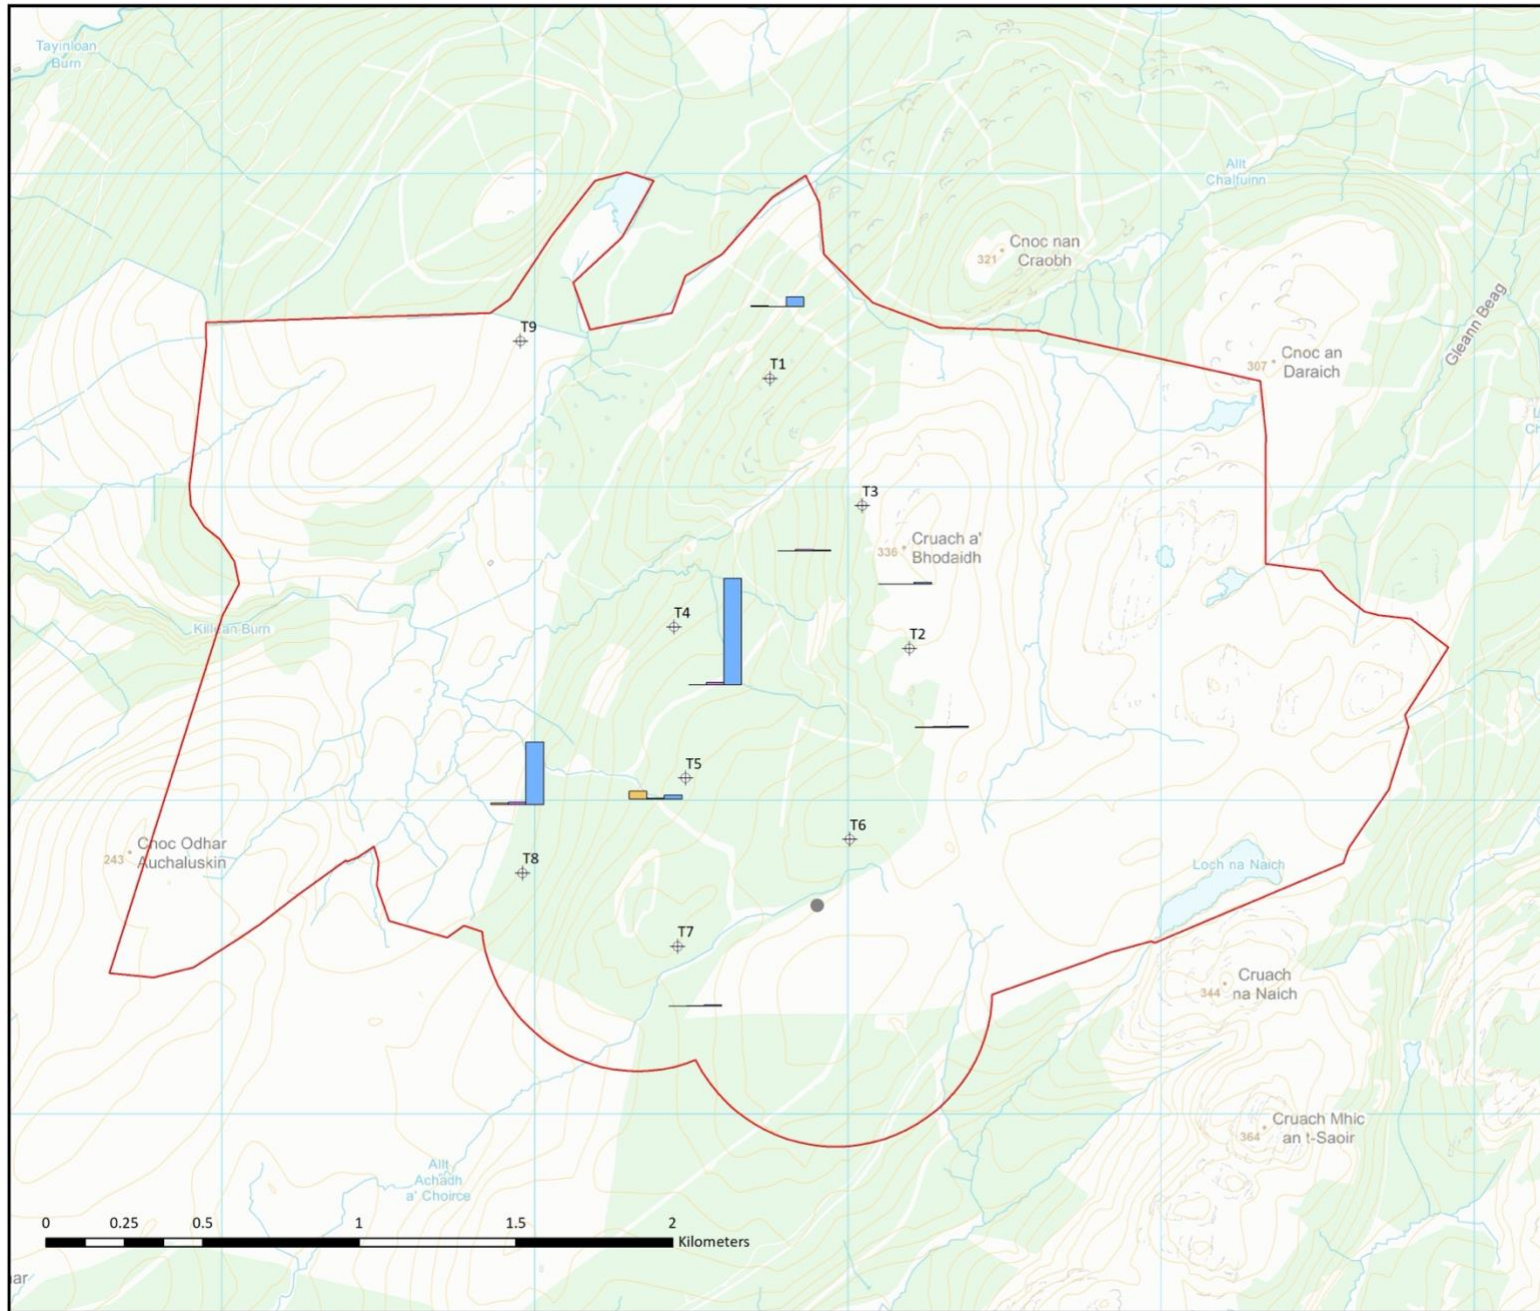 Tayinloan
Burn
Allt
Chalfuinn
Cnoc nan
Craobh
321
Gleann Beag
T9
Cnoc an
Daraich
307
T1
T3
Cruach a'
Bhodaidh
336
Killean Burn
T4
T2
T5
T6
Cnoc Odhar
Auchaluskin
243
Loch na Naich
T8
T7
Cruach
na Naich
344
Cruach Mhic
an t-Saoir
364
Allt
Achadh
a' Choirce
0 0.25 0.5 1 1.5 2
Kilometers
ar